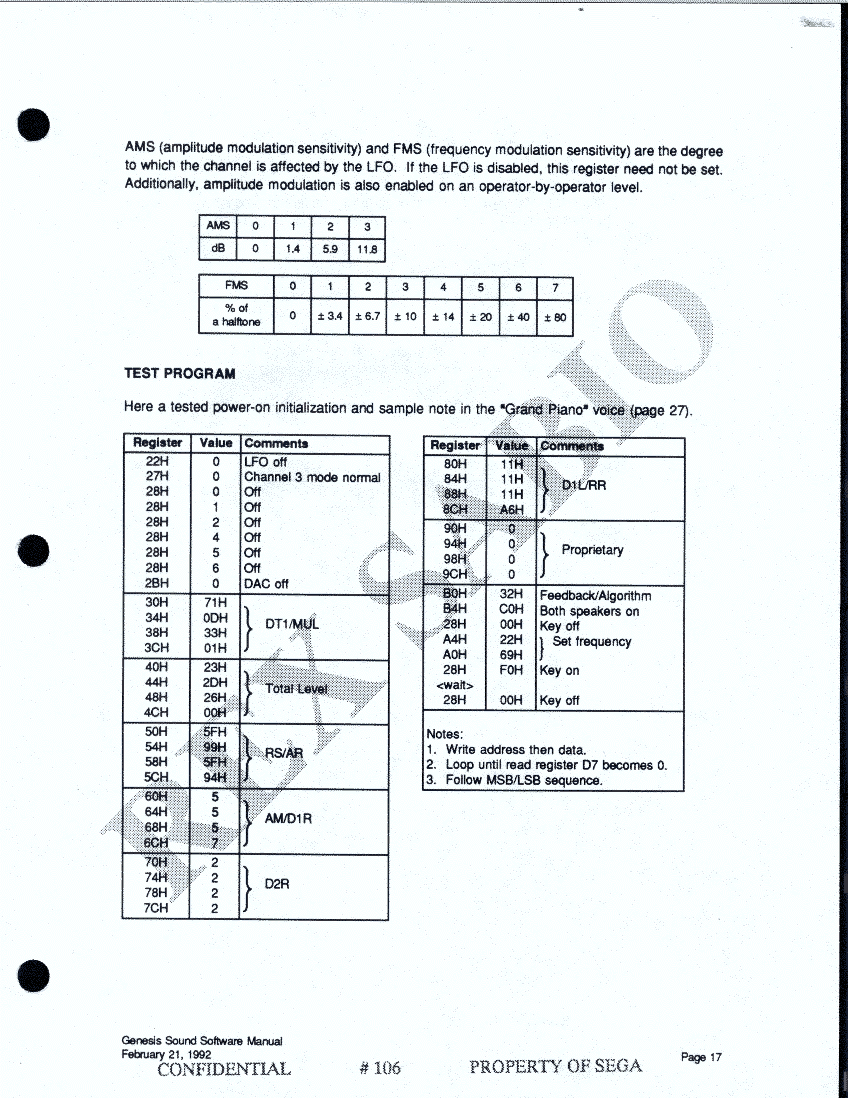 AMS (amplitude modulation sensitivity) and FMS (frequency modulation sensitivity) are the degree
to which the channel is affected by the LFO. If the LFO is disabled, this register need not be set.
Additionally, amplitude modulation is also enabled on an operator-by-operator level.
AMS 0 1 2 3
dB 0 1.4 5.9 11.8
FMS 0 1 2 3 4 5 6 7
% of
a halftone 0 ± 3.4 ± 6.7 ± 10 ± 14 ± 20 ± 40 ± 80
TEST PROGRAM
Here a tested power-on initialization and sample note in the "Grand Piano" voice (page 27).
Register Value Comments
22H 0 LFO off
27H 0 Channel 3 mode normal
28H 0 Off
28H 1 Off
28H 2 Off
28H 4 Off
28H 5 Off
28H 6 Off
2BH 0 DAC off
30H 71H
34H 0DH
DT1/MUL
38H 33H
3CH 01H
40H 23H
44H 2DH
Total Level
48H 26H
4CH 00H
50H 5FH
54H 99H
RS/AR
58H 5FH
5CH 94H
60H 5
64H 5
AM/D1R
68H 5
6CH 7
70H 2
74H 2
D2R
78H 2
7CH 2
Register Value Comments
80H 11H
84H 11H
D1L/RR
88H 11H
8CH A6H
90H 0
94H 0
Proprietary
98H 0
9CH 0
B0H 32H Feedback/Algorithm
B4H C0H Both speakers on
28H 00H Key off
A4H 22H } Set frequency
A0H 69H
28H F0H Key on
<wait>
28H 00H Key off
Notes:
1. Write address then data.
2. Loop until read register D7 becomes 0.
3. Follow MSB/LSB sequence.
Genesis Sound Software Manual
February 21, 1992
Page 17
CONFIDENTIAL # 106 PROPERTY OF SEGA